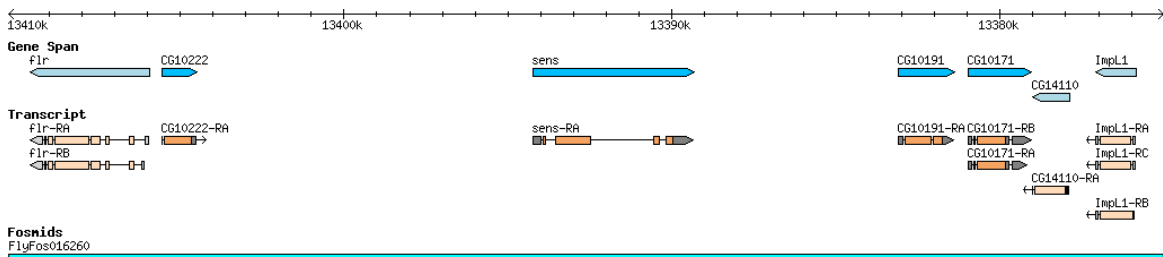 13410k 13400k 13390k 13380k
Gene Span
flr CG10222 sens CG10191 CG10171 ImpL1
CG14110
Transcript
flr-RA CG10222-RA sens-RA CG10191-RA CG10171-RB ImpL1-RA
flr-RB CG10171-RA ImpL1-RC
CG14110-RA
ImpL1-RB
Fosmids
FlyFos016260